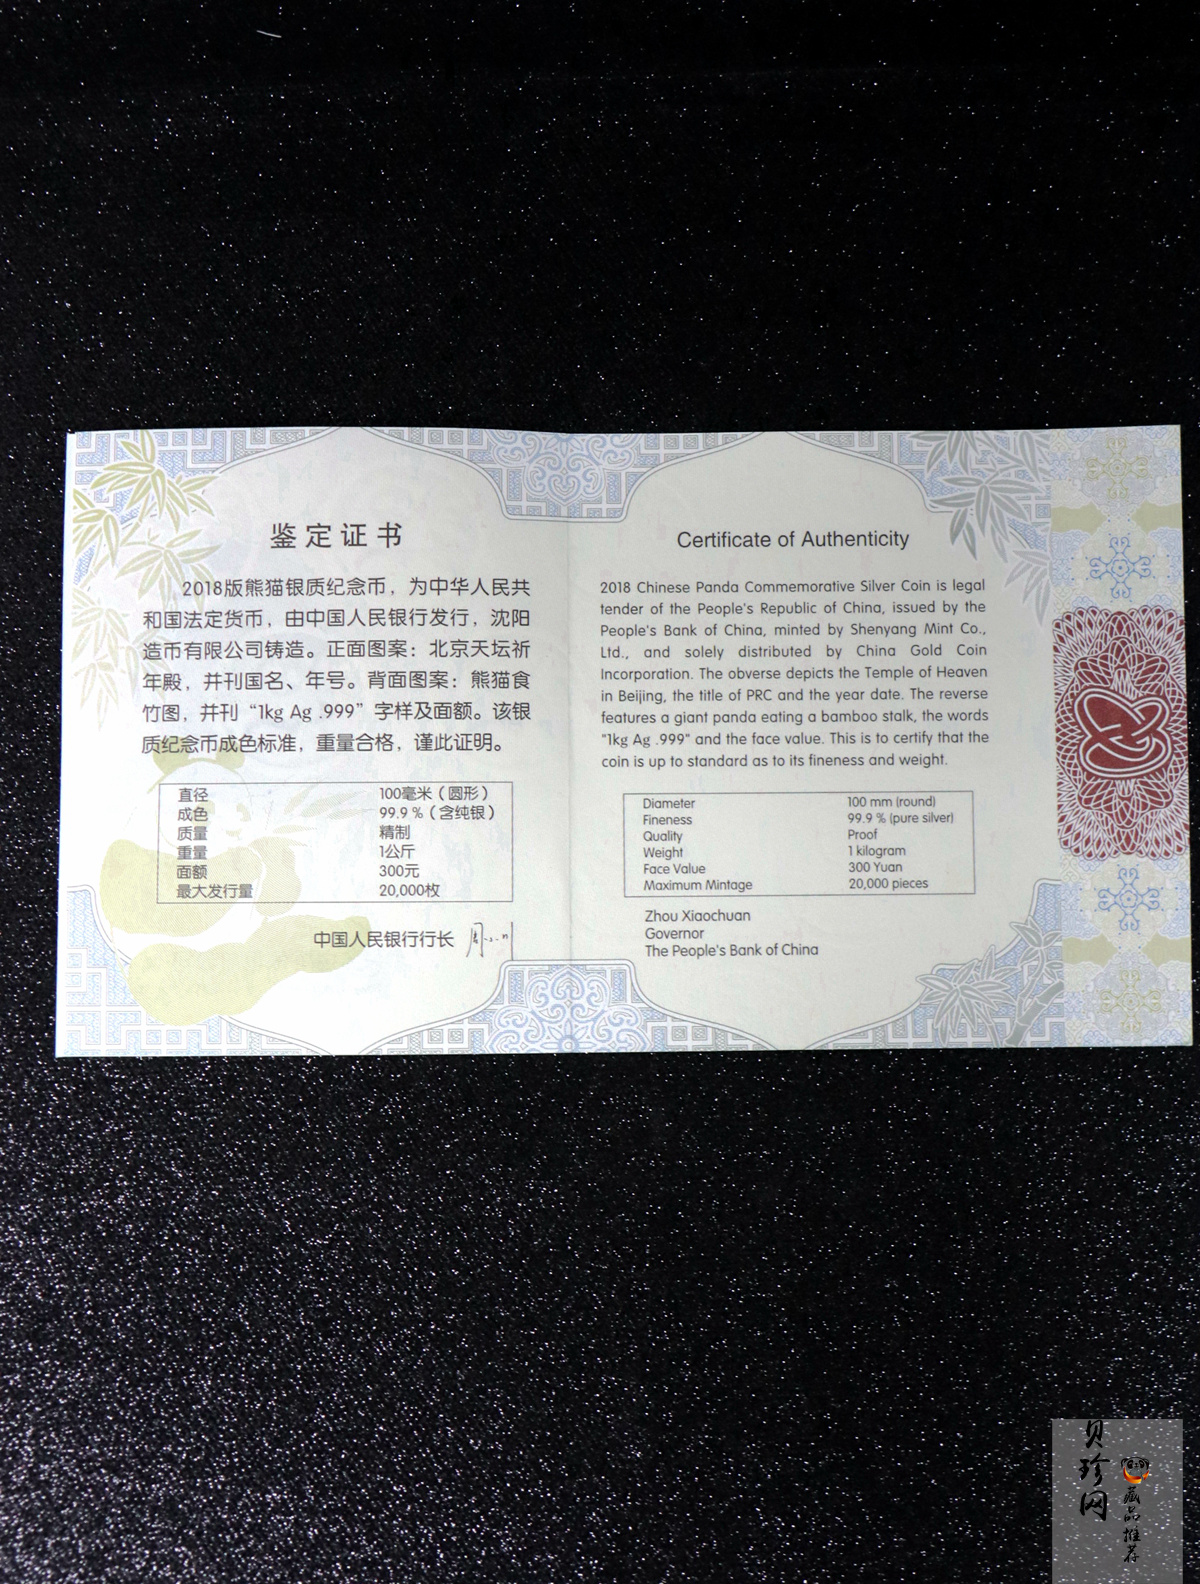 鉴定证书
2018版熊猫银质纪念币，为中华人民共
和国法定货币，由中国人民银行发行，沈阳
造币有限公司铸造。正面图案：北京天坛祈
年殿，并刊国名、年号。背面图案：熊猫食
竹图，并刊“1kg Ag .999”字样及面额。该银
质纪念币成色标准，重量合格，谨此证明。
直径 100毫米（圆形）
成色 99.9％（含纯银）
质量 精制
重量 1公斤
面额 300元
最大发行量 20,000枚
中国人民银行行长
Certificate of Authenticity
2018 Chinese Panda Commemorative Silver Coin is legal
tender of the People's Republic of China, issued by the
People's Bank of China, minted by Shenyang Mint Co.,
Ltd., and solely distributed by China Gold Coin
Incorporation. The obverse depicts the Temple of Heaven
in Beijing, the title of PRC and the year date. The reverse
features a giant panda eating a bamboo stalk, the words
"1kg Ag .999" and the face value. This is to certify that the
coin is up to standard as to its fineness and weight.
Diameter 100 mm (round)
Fineness 99.9 % (pure silver)
Quality Proof
Weight 1 kilogram
Face Value 300 Yuan
Maximum Mintage 20,000 pieces
Zhou Xiaochuan
Governor
The People's Bank of China
贝珍网
藏品推荐